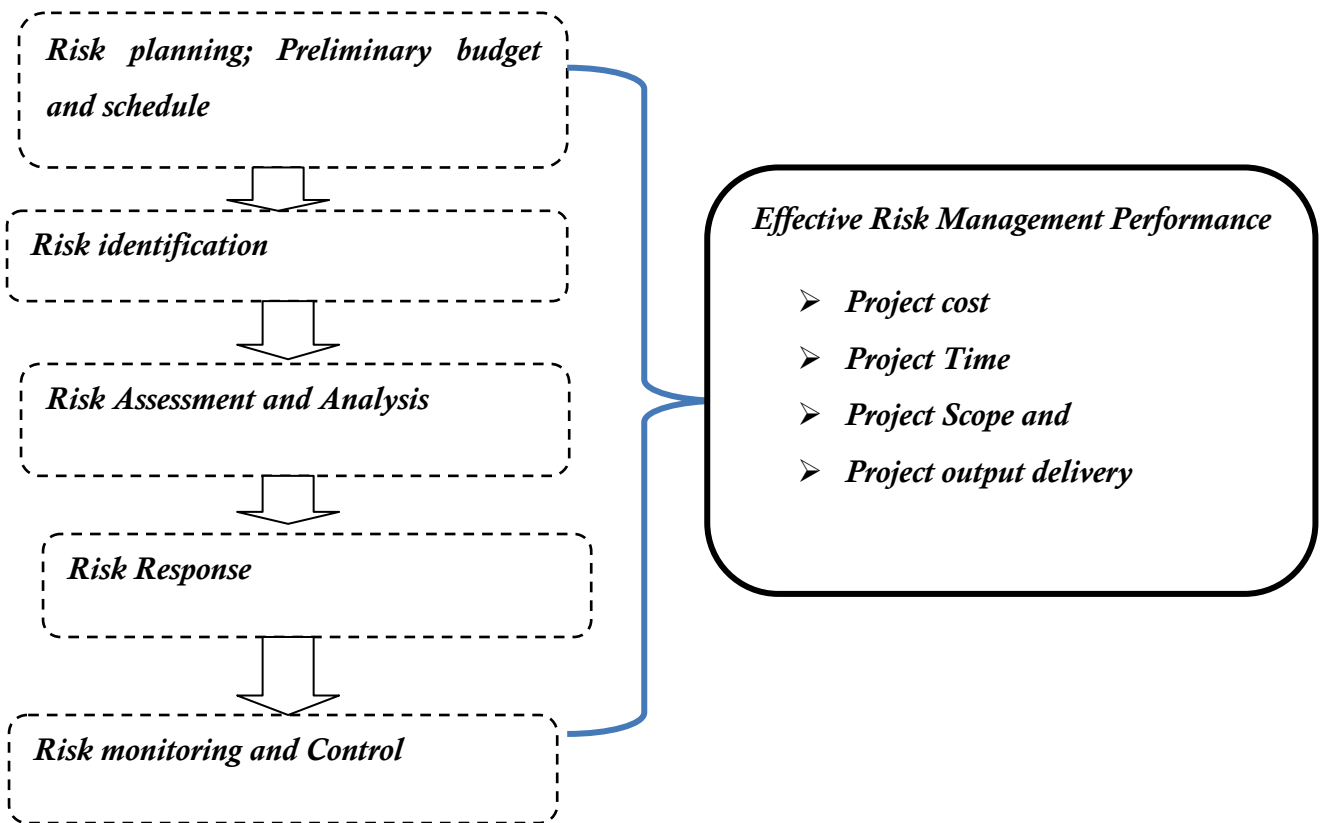 Risk planning; Preliminary budget
and schedule
Risk identification
Risk Assessment and Analysis
Risk Response
Risk monitoring and Control
Effective Risk Management Performance
➢ Project cost
➢ Project Time
➢ Project Scope and
➢ Project output delivery